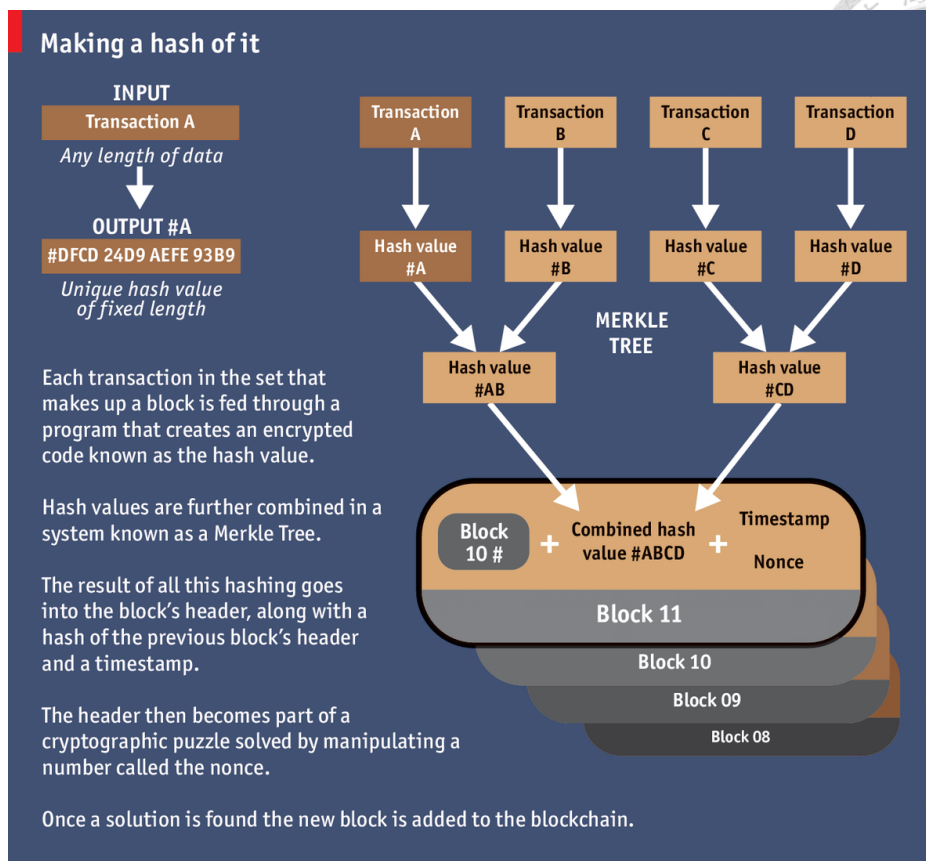 Making a hash of it
INPUT
Transaction A
Any length of data
OUTPUT #A
#DFCD 24D9 AEFE 93B9
Unique hash value
of fixed length
Each transaction in the set that
makes up a block is fed through a
program that creates an encrypted
code known as the hash value.
Hash values are further combined in a
system known as a Merkle Tree.
The result of all this hashing goes
into the block’s header, along with a
hash of the previous block’s header
and a timestamp.
The header then becomes part of a
cryptographic puzzle solved by manipulating a
number called the nonce.
Once a solution is found the new block is added to the blockchain.
Transaction
A
Transaction
B
Transaction
C
Transaction
D
Hash value
#A
Hash value
#B
Hash value
#C
Hash value
#D
MERKLE
TREE
Hash value
#AB
Hash value
#CD
Block
10 #
+
Combined hash
value #ABCD
+
Timestamp
Nonce
Block 11
Block 10
Block 09
Block 08